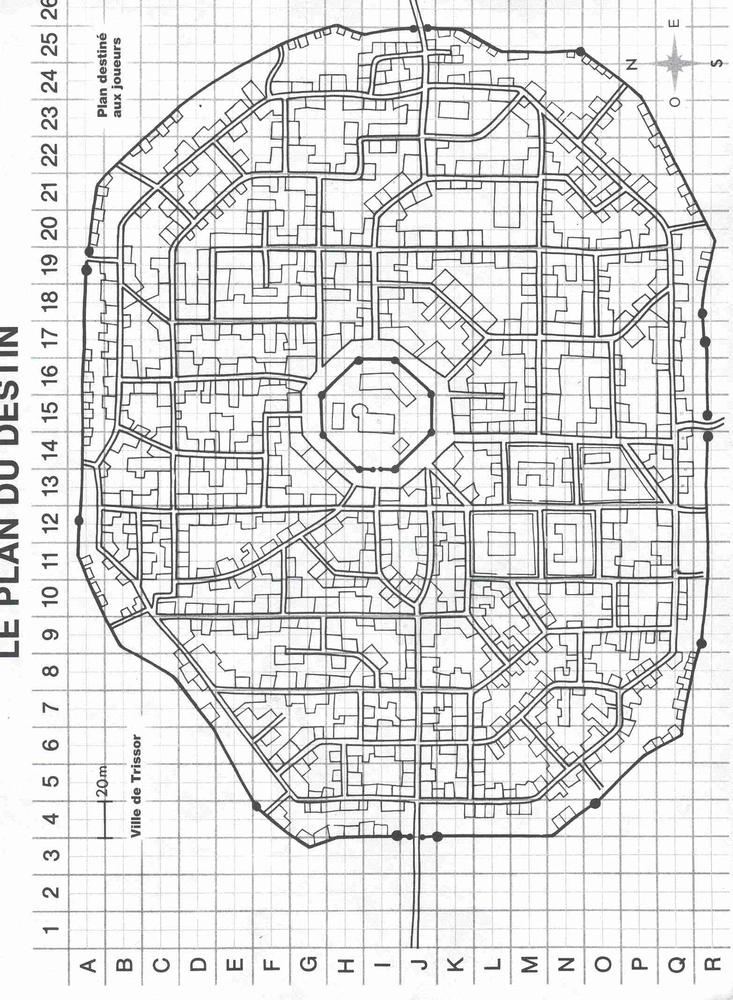 LE PLAN DU DESTIN
Plan destiné
aux joueurs
Ville de Trissor
20m
N
E
S
O
1 2 3 4 5 6 7 8 9 10 11 12 13 14 15 16 17 18 19 20 21 22 23 24 25 26
A
B
C
D
E
F
G
H
I
J
K
L
M
N
O
P
Q
R